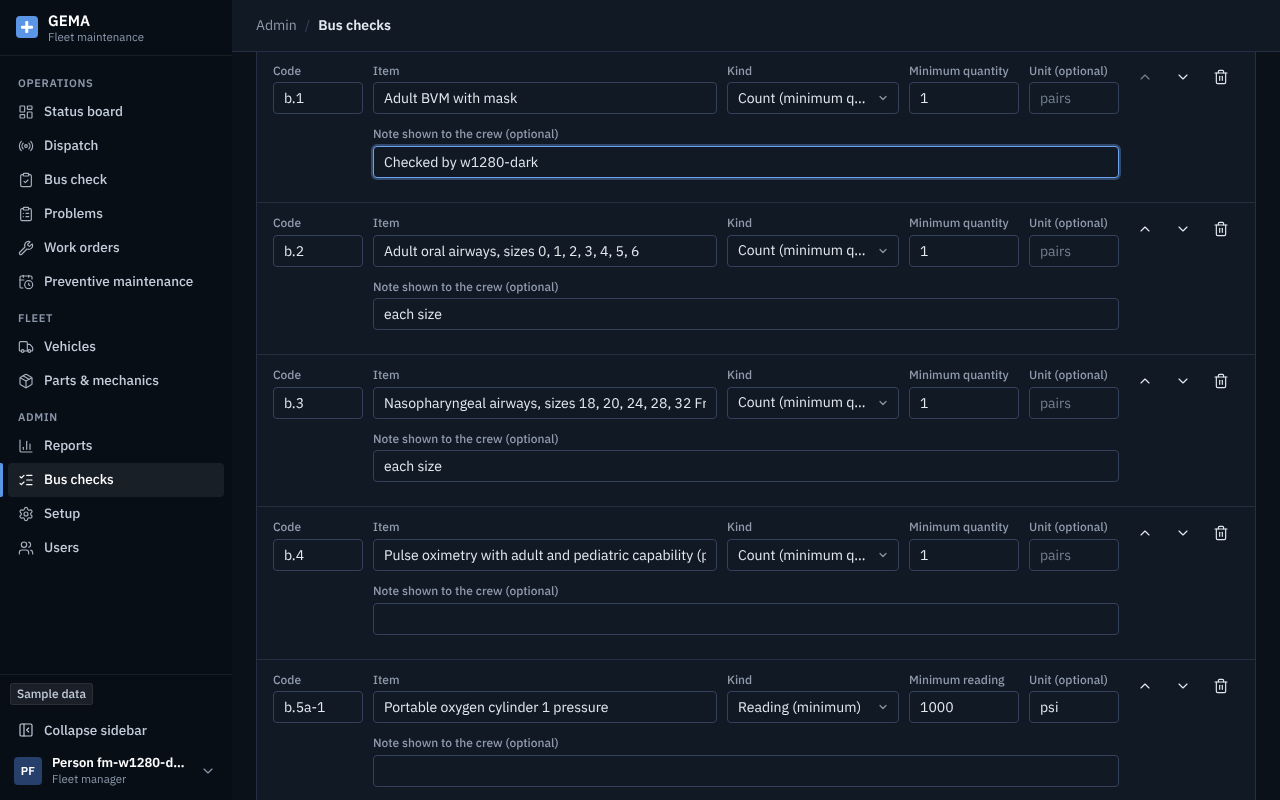 GEMA
Fleet maintenance
OPERATIONS
Status board
Dispatch
Bus check
Problems
Work orders
Preventive maintenance
FLEET
Vehicles
Parts & mechanics
ADMIN
Reports
Bus checks
Setup
Users
Sample data
Collapse sidebar
PF
Person fm-w1280-d...
Fleet manager
Admin / Bus checks
Code Item Kind Minimum quantity Unit (optional)
b.1 Adult BVM with mask Count (minimum q... 1 pairs
Note shown to the crew (optional)
Checked by w1280-dark
Code Item Kind Minimum quantity Unit (optional)
b.2 Adult oral airways, sizes 0, 1, 2, 3, 4, 5, 6 Count (minimum q... 1 pairs
Note shown to the crew (optional)
each size
Code Item Kind Minimum quantity Unit (optional)
b.3 Nasopharyngeal airways, sizes 18, 20, 24, 28, 32 Fr Count (minimum q... 1 pairs
Note shown to the crew (optional)
each size
Code Item Kind Minimum quantity Unit (optional)
b.4 Pulse oximetry with adult and pediatric capability (p Count (minimum q... 1 pairs
Note shown to the crew (optional)
Code Item Kind Minimum reading Unit (optional)
b.5a-1 Portable oxygen cylinder 1 pressure Reading (minimum) 1000 psi
Note shown to the crew (optional)